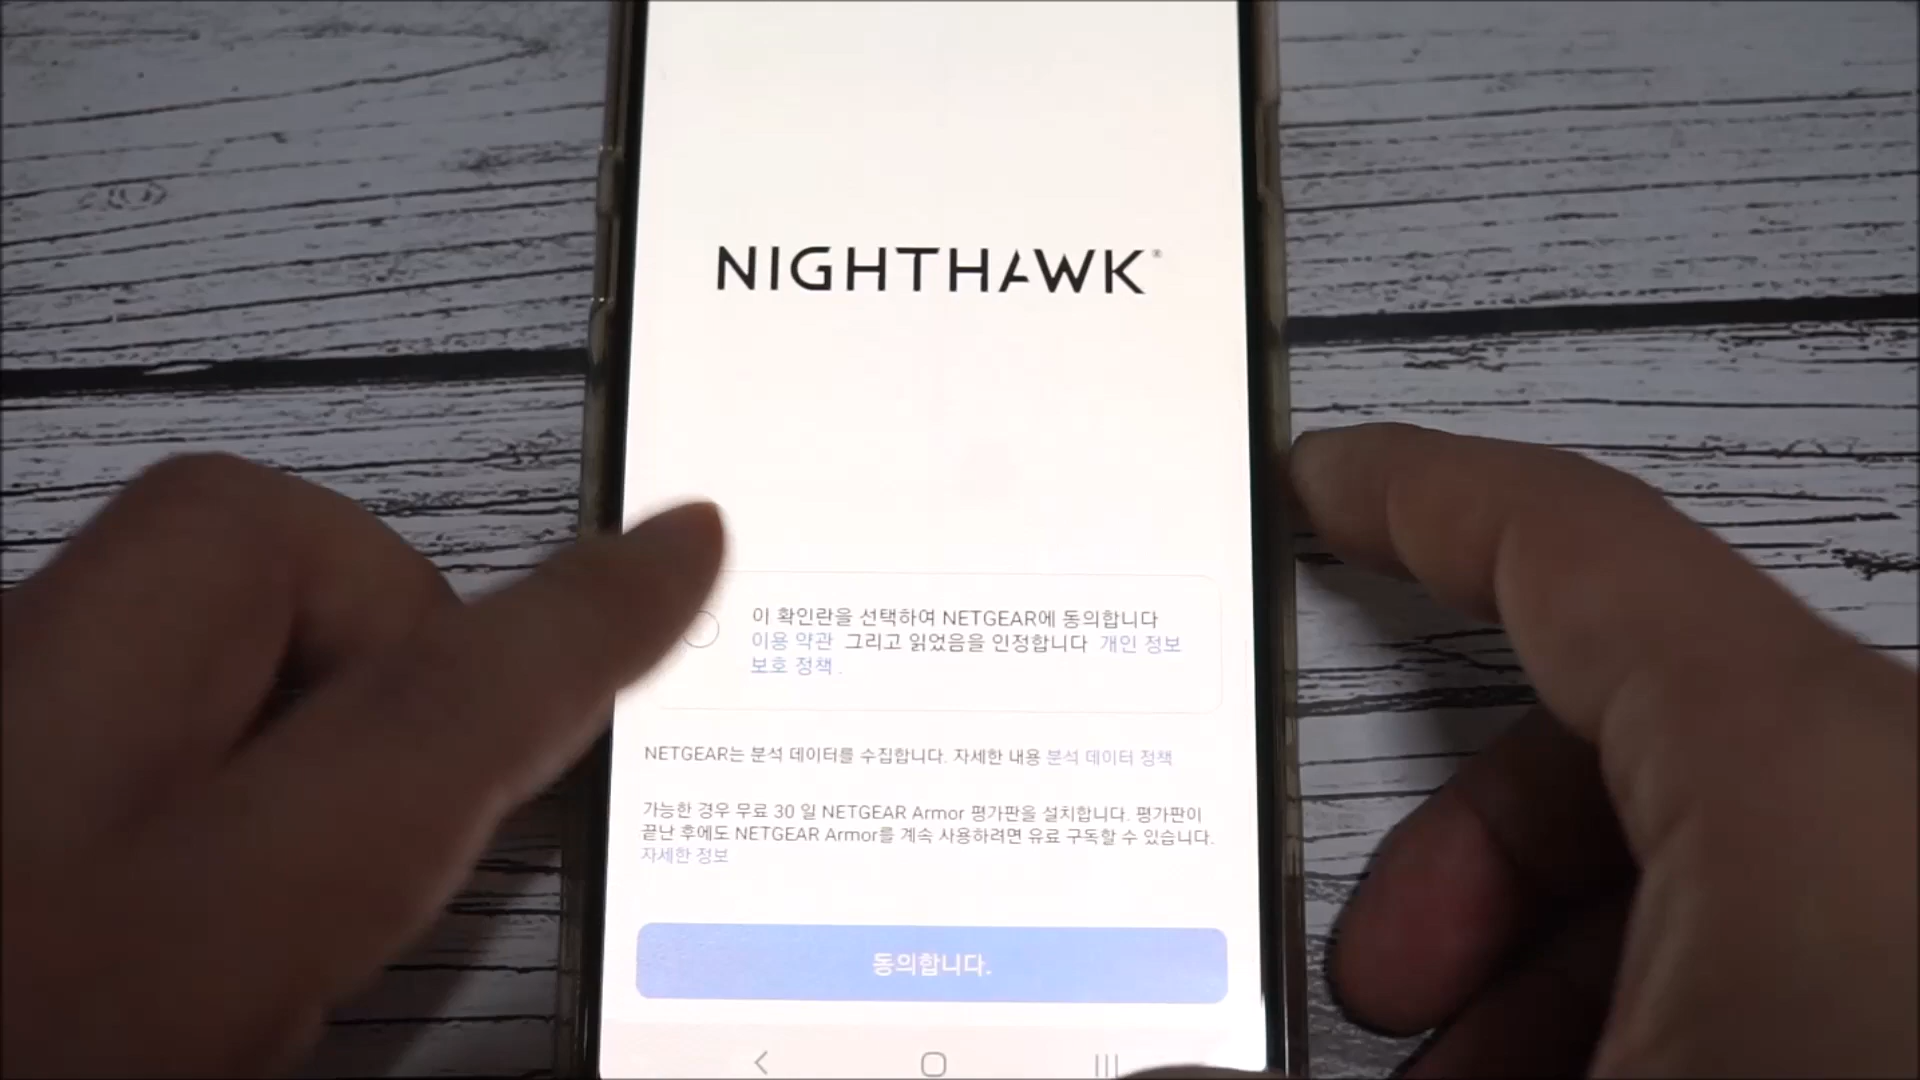 NIGHTHAWK®
이 확인란을 선택하여 NETGEAR에 동의합니다
이용 약관 그리고 읽었음을 인정합니다 개인 정보
보호 정책 .
NETGEAR는 분석 데이터를 수집합니다. 자세한 내용 분석 데이터 정책
가능한 경우 무료 30 일 NETGEAR Armor 평가판을 설치합니다. 평가판이
끝난 후에도 NETGEAR Armor를 계속 사용하려면 유료 구독할 수 있습니다.
자세한 정보
동의합니다.